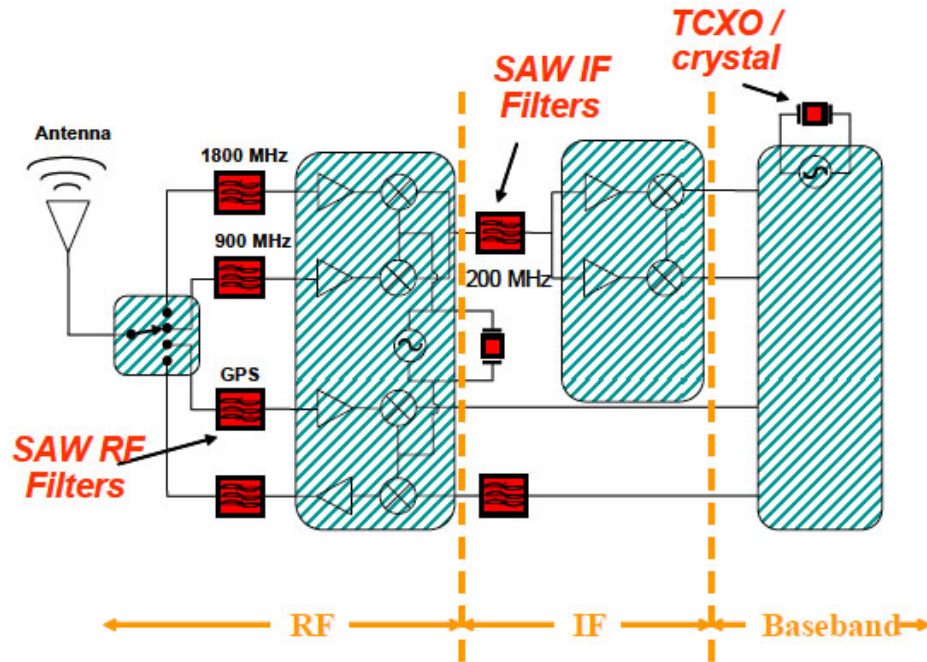 TCXO /
crystal
SAW IF
Filters
Antenna
1800 MHz
900 MHz
200 MHz
GPS
SAW RF
Filters
RF
IF
Baseband